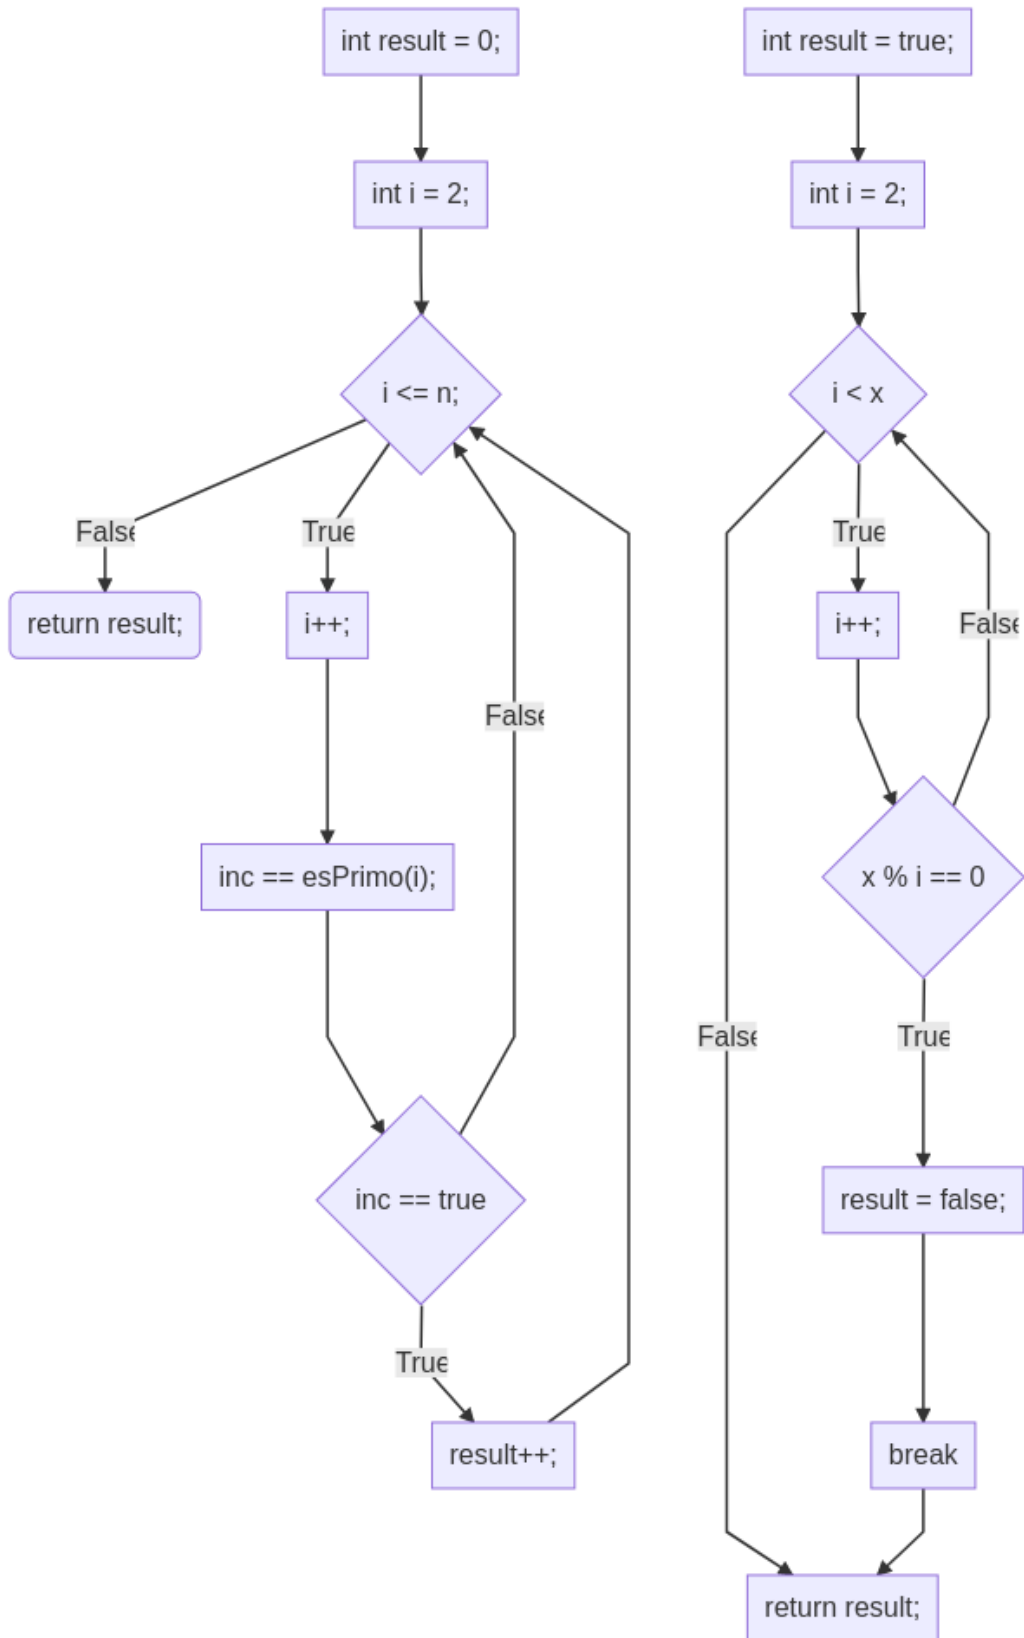 int result = 0;
int i = 2;
i <= n;
False
True
return result;
i++;
False
inc == esPrimo(i);
inc == true
True
result++;
int result = true;
int i = 2;
i < x
True
i++;
False
x % i == 0
False
True
result = false;
break
return result;